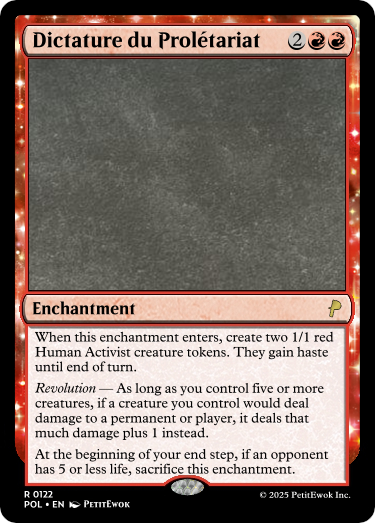 Dictature du Prolétariat 2
Enchantment
When this enchantment enters, create two 1/1 red
Human Activist creature tokens. They gain haste
until end of turn.
Revolution — As long as you control five or more
creatures, if a creature you control would deal
damage to a permanent or player, it deals that
much damage plus 1 instead.
At the beginning of your end step, if an opponent
has 5 or less life, sacrifice this enchantment.
R 0122
POL • EN PetitEwok
© 2025 PetitEwok Inc.